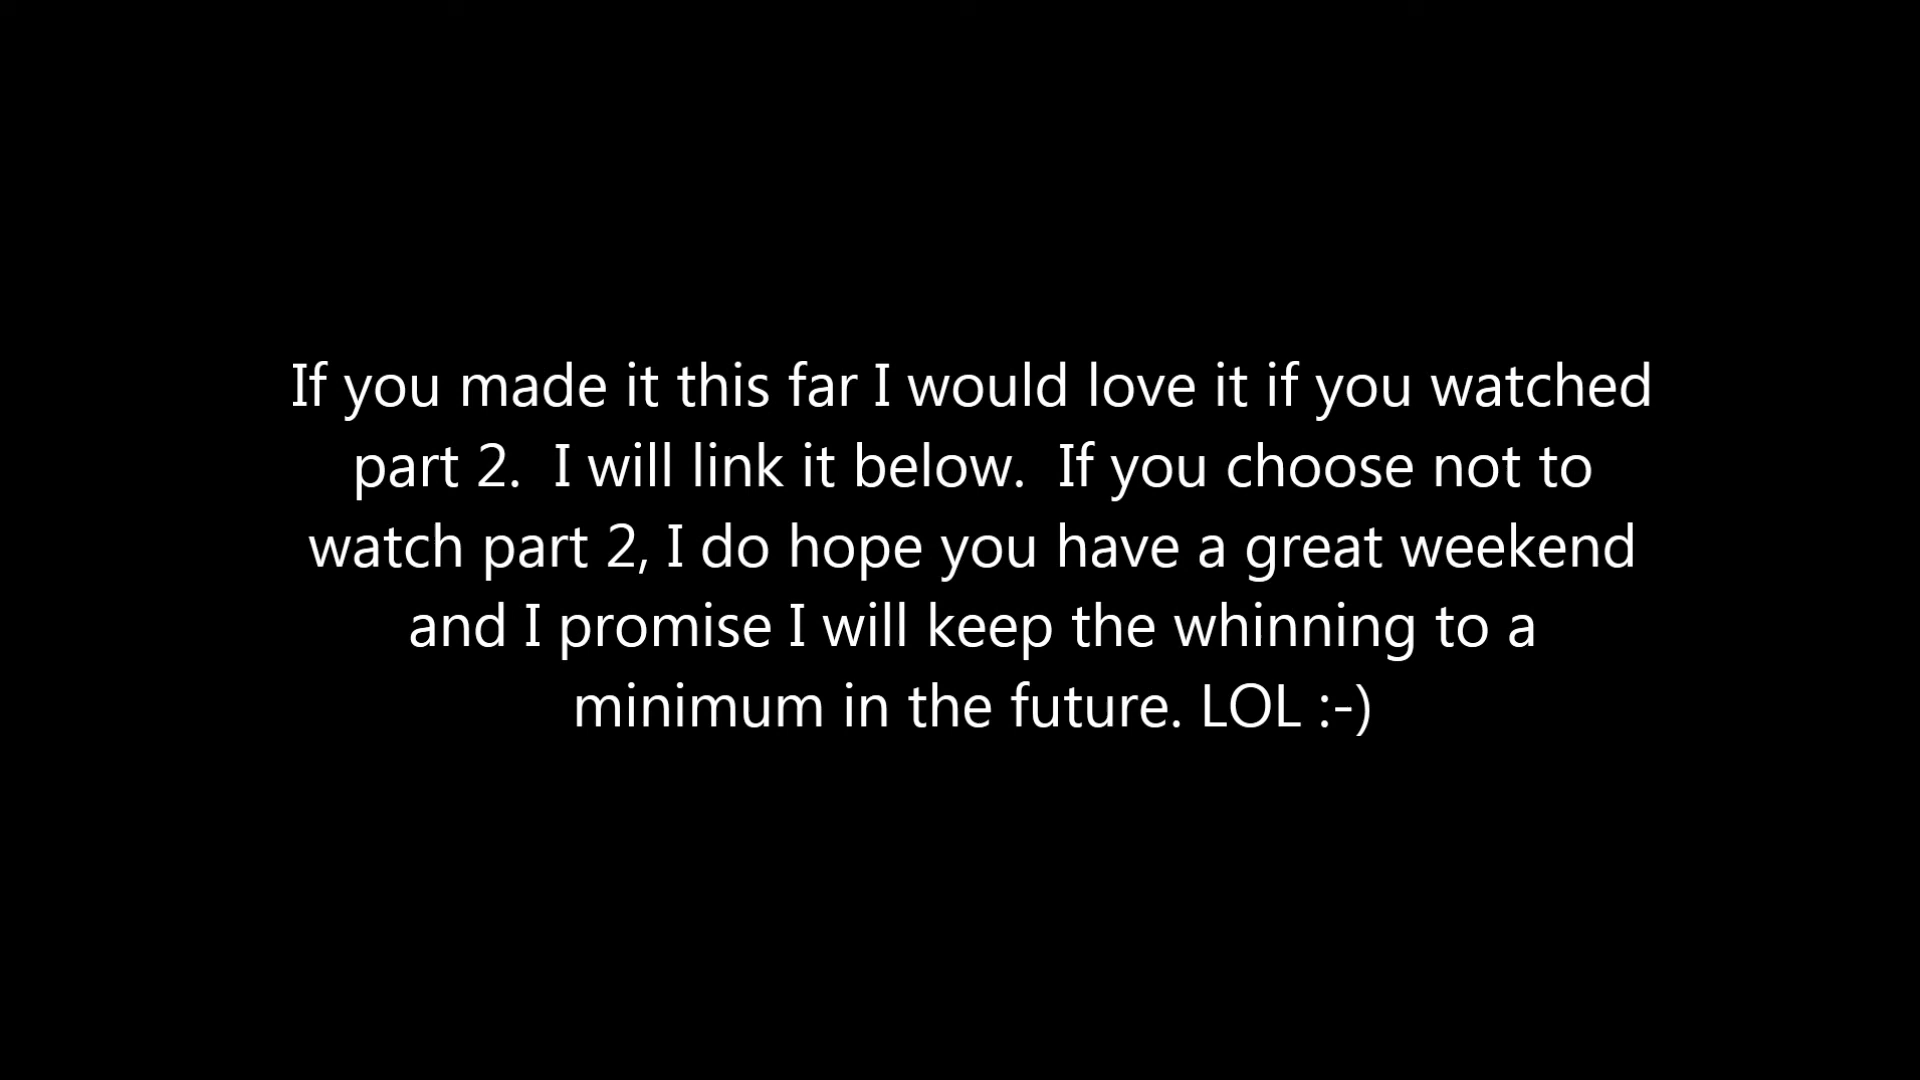 If you made it this far I would love it if you watched
part 2.  I will link it below.  If you choose not to
watch part 2, I do hope you have a great weekend
and I promise I will keep the whinning to a
minimum in the future. LOL :-)